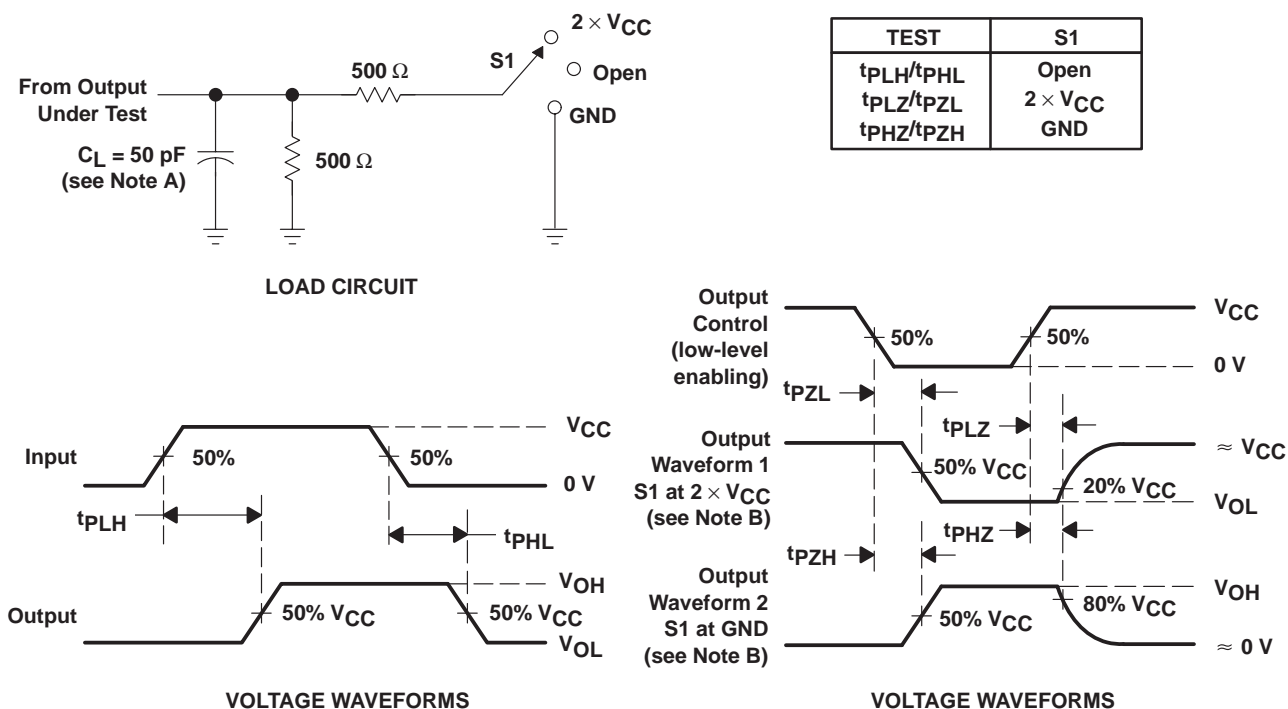 2 × VCC
S1
Open
GND
500 Ω
From Output
Under Test
CL = 50 pF
(see Note A)
500 Ω
LOAD CIRCUIT
TEST S1
tPLH/tPHL Open
tPLZ/tPZL 2 × VCC
tPHZ/tPZH GND
Input
50%
50%
VCC
0 V
tPLH
tPHL
Output
50% VCC
50% VCC
VOH
VOL
VOLTAGE WAVEFORMS
Output
Control
(low-level
enabling)
50%
50%
VCC
0 V
tPZL
tPLZ
Output
Waveform 1
S1 at 2 × VCC
(see Note B)
50% VCC
20% VCC
≈ VCC
VOL
tPZH
tPHZ
Output
Waveform 2
S1 at GND
(see Note B)
50% VCC
80% VCC
VOH
≈ 0 V
VOLTAGE WAVEFORMS